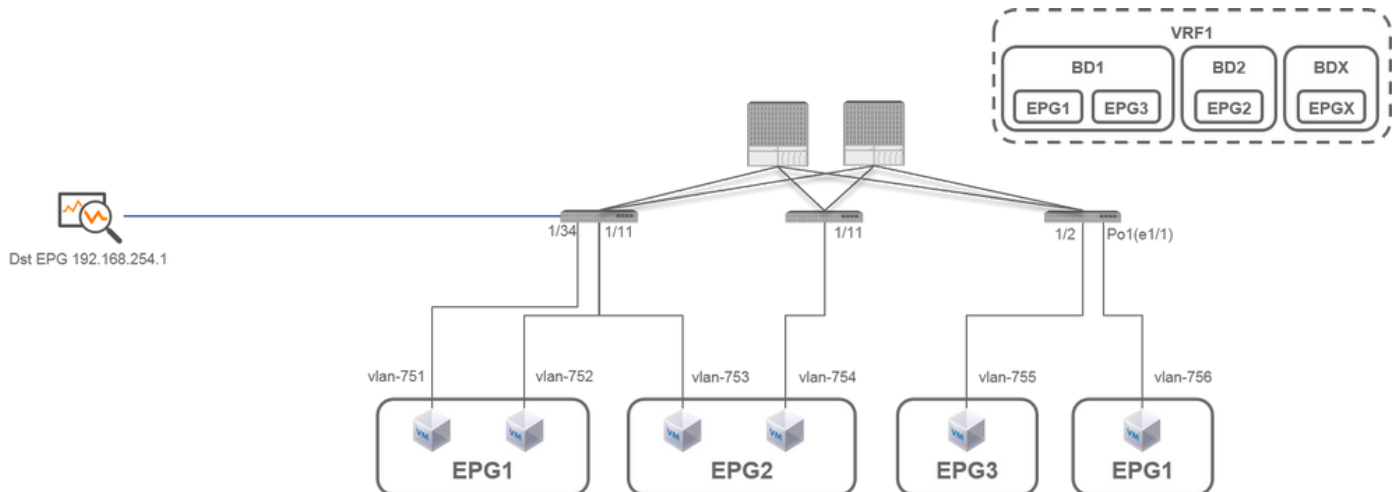 VRF1
BD1 BD2 BDX
EPG1 EPG3 EPG2 EPGX
1/34 1/11 1/11 1/2 Po1(e1/1)
Dst EPG 192.168.254.1
vlan-751 vlan-752 vlan-753 vlan-754 vlan-755 vlan-756
VM VM VM VM VM VM
EPG1 EPG2 EPG3 EPG1